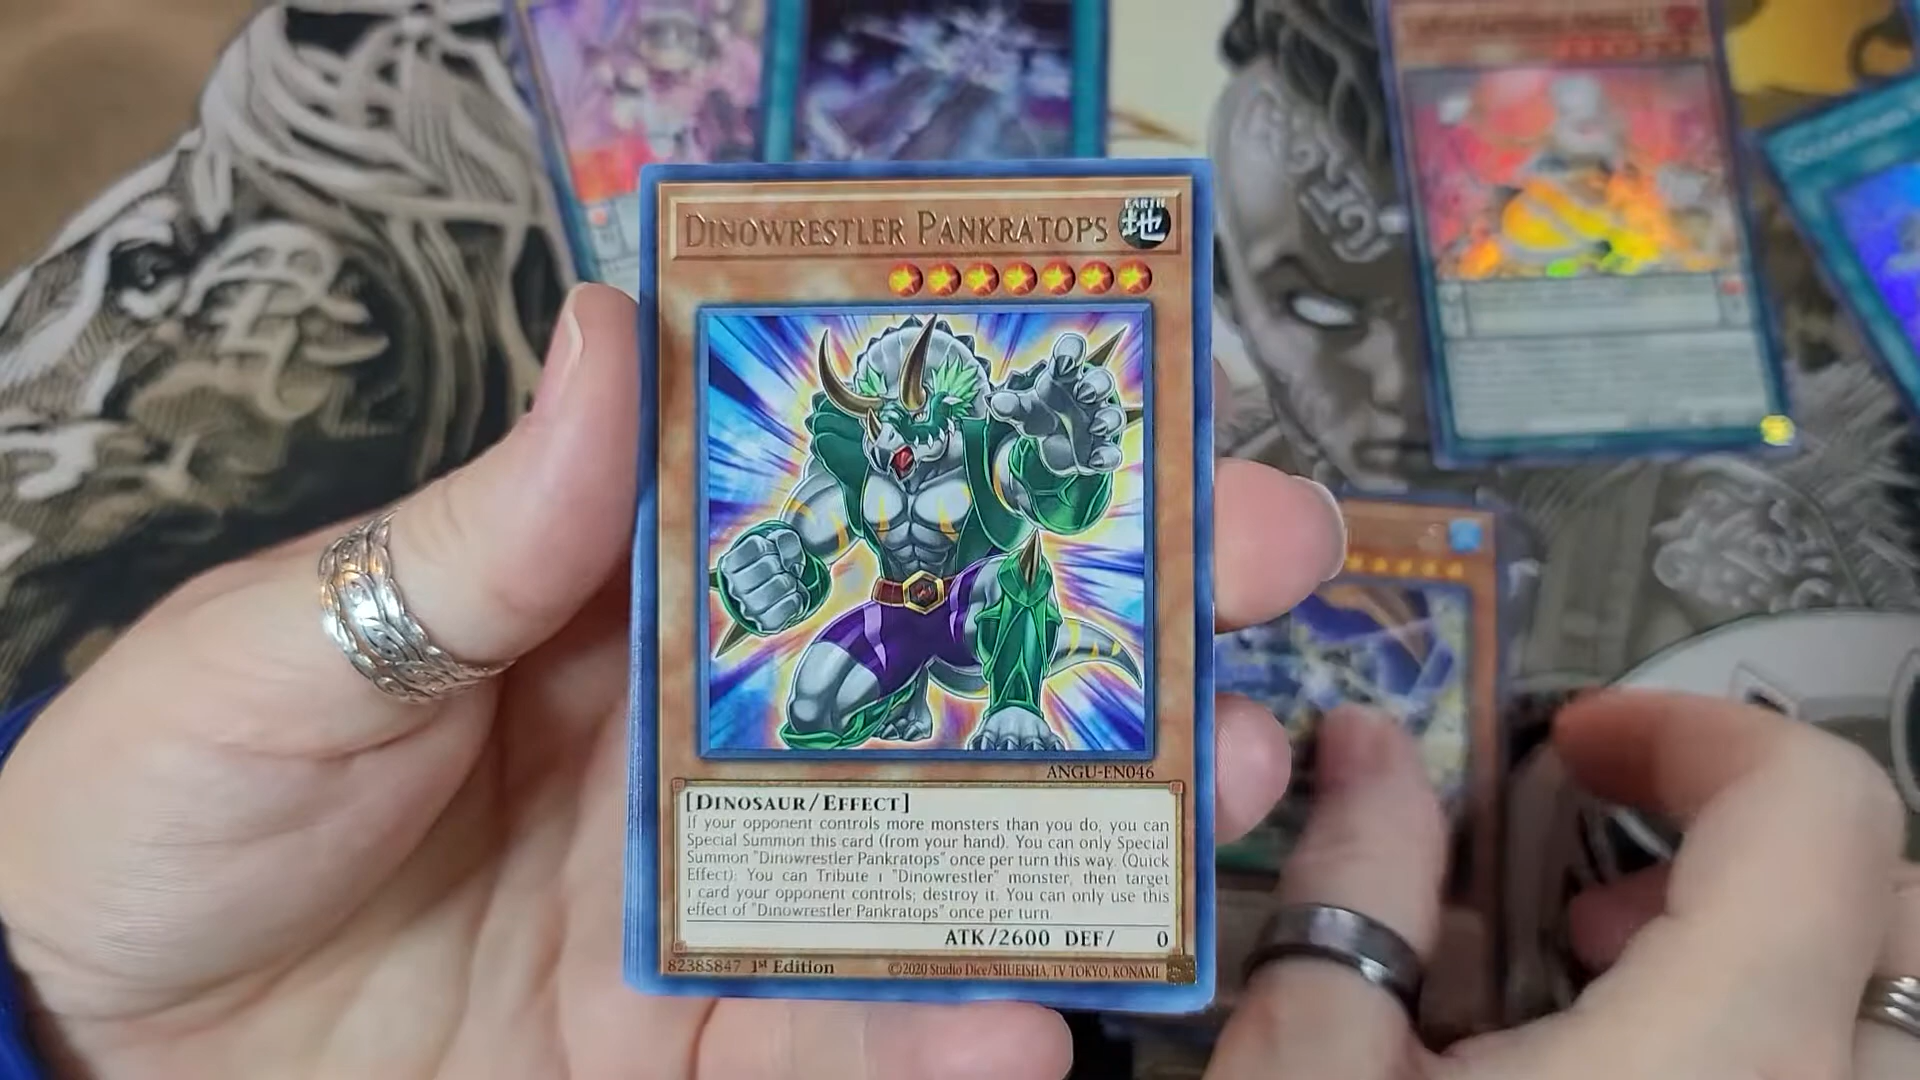 DINOWRESTLER PANKRATOPS
EARTH
地
ANGU-EN046
[DINOSAUR/EFFECT]
If your opponent controls more monsters than you do, you can
Special Summon this card (from your hand). You can only Special
Summon "Dinowrestler Pankratops" once per turn this way. (Quick
Effect): You can Tribute 1 "Dinowrestler" monster, then target
1 card your opponent controls; destroy it. You can only use this
effect of "Dinowrestler Pankratops" once per turn.
ATK/2600 DEF/ 0
82385847 1st Edition ©2020 Studio Dice/SHUEISHA, TV TOKYO, KONAMI